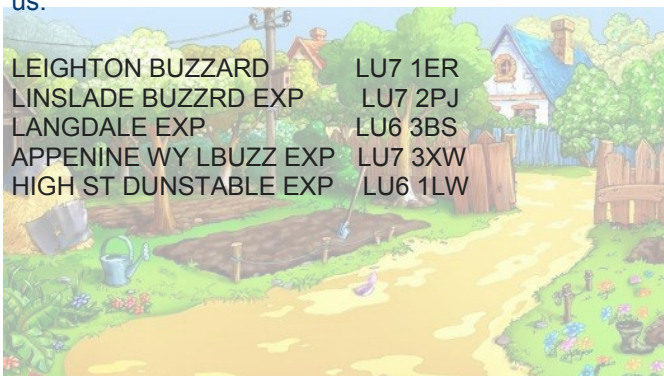 us.
LEIGHTON BUZZARD LU7 1ER
LINSLADE BUZZRD EXP LU7 2PJ
LANGDALE EXP LU6 3BS
APPENINE WY LBUZZ EXP LU7 3XW
HIGH ST DUNSTABLE EXP LU6 1LW